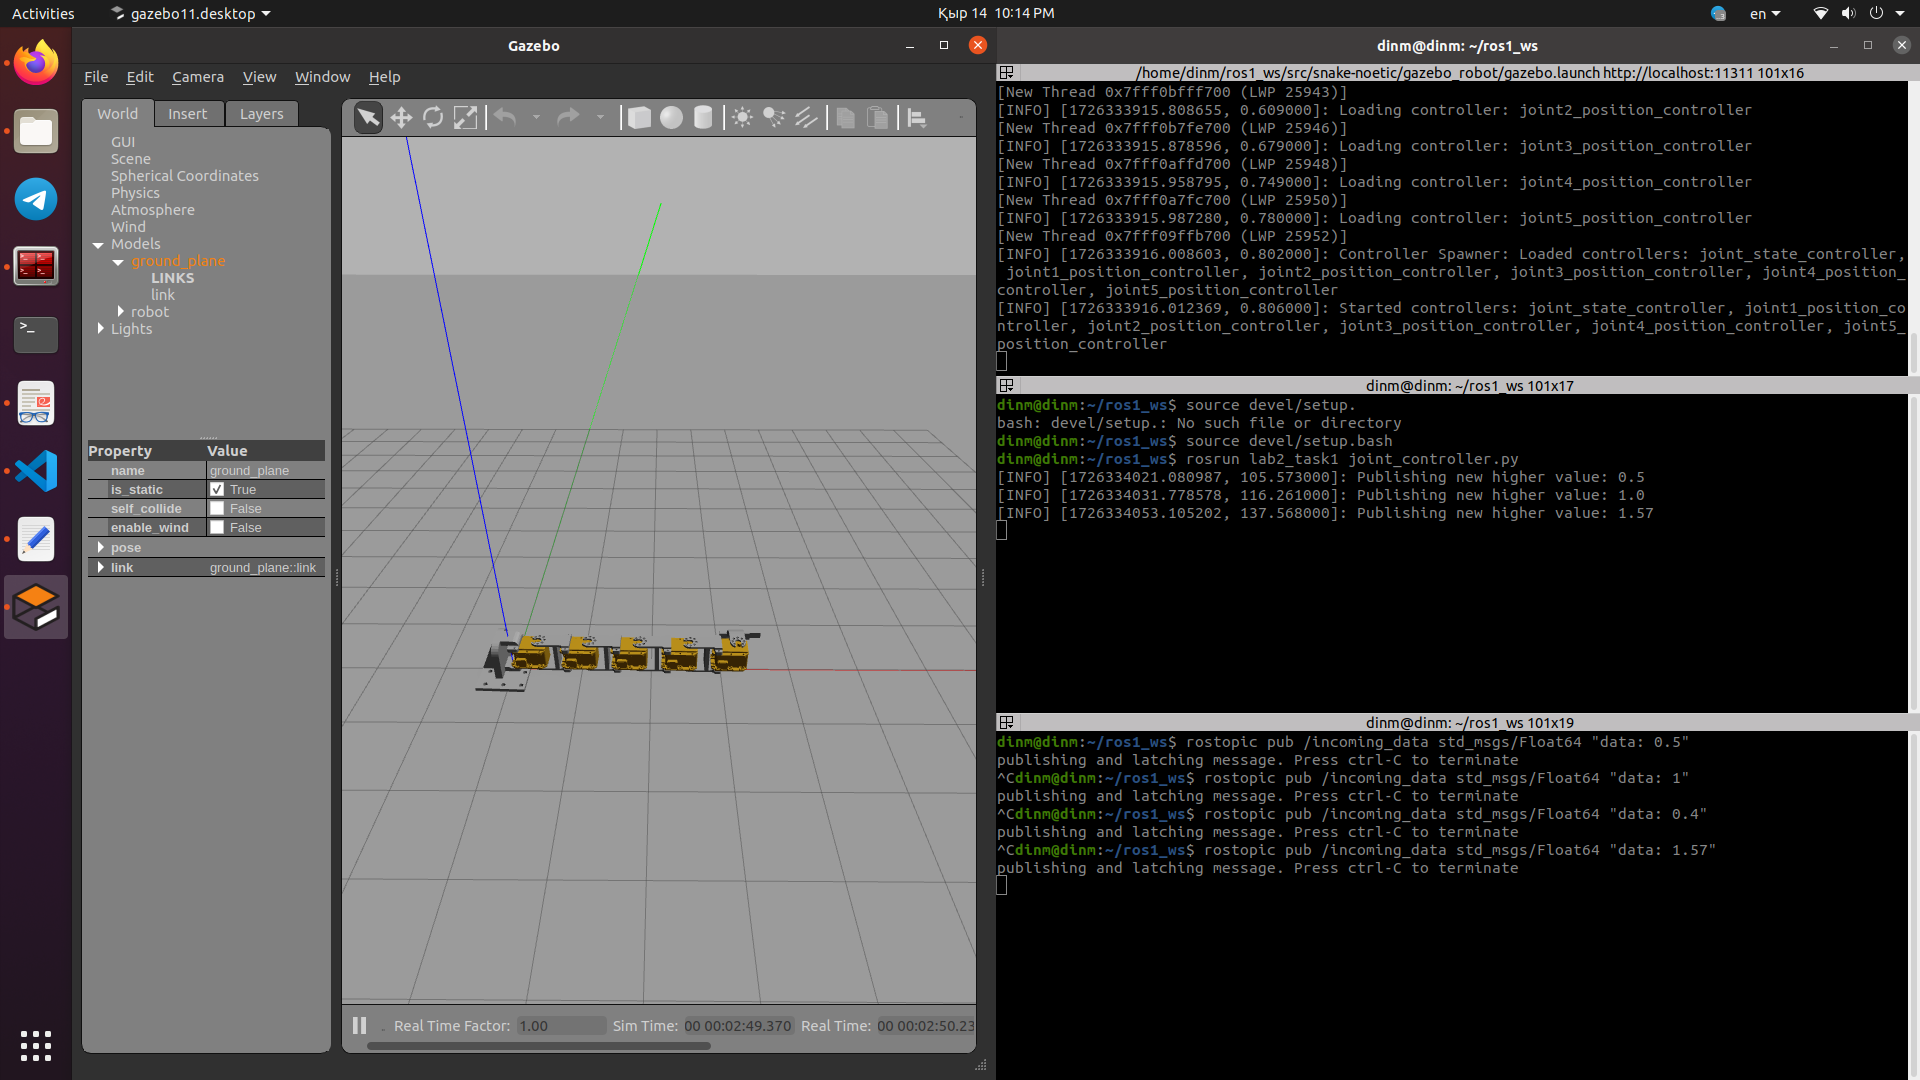 Activities
gazebo11.desktop
Қыр 14 10:14 PM
en
Gazebo
File Edit Camera View Window Help
World Insert Layers
GUI
Scene
Spherical Coordinates
Physics
Atmosphere
Wind
Models
ground_plane
LINKS
link
robot
Lights
Property Value
name ground_plane
is_static True
self_collide False
enable_wind False
pose
link ground_plane::link
Real Time Factor: 1.00 Sim Time: 00 00:02:49.370 Real Time: 00 00:02:50.23
dinm@dinm: ~/ros1_ws
/home/dinm/ros1_ws/src/snake-noetic/gazebo_robot/gazebo.launch http://localhost:11311 101x16
[New Thread 0x7fff0bfff700 (LWP 25943)]
[INFO] [1726333915.808655, 0.609000]: Loading controller: joint2_position_controller
[New Thread 0x7fff0b7fe700 (LWP 25946)]
[INFO] [1726333915.878596, 0.679000]: Loading controller: joint3_position_controller
[New Thread 0x7fff0affd700 (LWP 25948)]
[INFO] [1726333915.958795, 0.749000]: Loading controller: joint4_position_controller
[New Thread 0x7fff0a7fc700 (LWP 25950)]
[INFO] [1726333915.987280, 0.780000]: Loading controller: joint5_position_controller
[New Thread 0x7fff09ffb700 (LWP 25952)]
[INFO] [1726333916.008603, 0.802000]: Controller Spawner: Loaded controllers: joint_state_controller,
joint1_position_controller, joint2_position_controller, joint3_position_controller, joint4_position_
controller, joint5_position_controller
[INFO] [1726333916.012369, 0.806000]: Started controllers: joint_state_controller, joint1_position_co
ntroller, joint2_position_controller, joint3_position_controller, joint4_position_controller, joint5_
position_controller
dinm@dinm: ~/ros1_ws 101x17
dinm@dinm:~/ros1_ws$ source devel/setup.
bash: devel/setup.: No such file or directory
dinm@dinm:~/ros1_ws$ source devel/setup.bash
dinm@dinm:~/ros1_ws$ rosrun lab2_task1 joint_controller.py
[INFO] [1726334021.080987, 105.573000]: Publishing new higher value: 0.5
[INFO] [1726334031.778578, 116.261000]: Publishing new higher value: 1.0
[INFO] [1726334053.105202, 137.568000]: Publishing new higher value: 1.57
dinm@dinm: ~/ros1_ws 101x19
dinm@dinm:~/ros1_ws$ rostopic pub /incoming_data std_msgs/Float64 "data: 0.5"
publishing and latching message. Press ctrl-C to terminate
^Cdinm@dinm:~/ros1_ws$ rostopic pub /incoming_data std_msgs/Float64 "data: 1"
publishing and latching message. Press ctrl-C to terminate
^Cdinm@dinm:~/ros1_ws$ rostopic pub /incoming_data std_msgs/Float64 "data: 0.4"
publishing and latching message. Press ctrl-C to terminate
^Cdinm@dinm:~/ros1_ws$ rostopic pub /incoming_data std_msgs/Float64 "data: 1.57"
publishing and latching message. Press ctrl-C to terminate